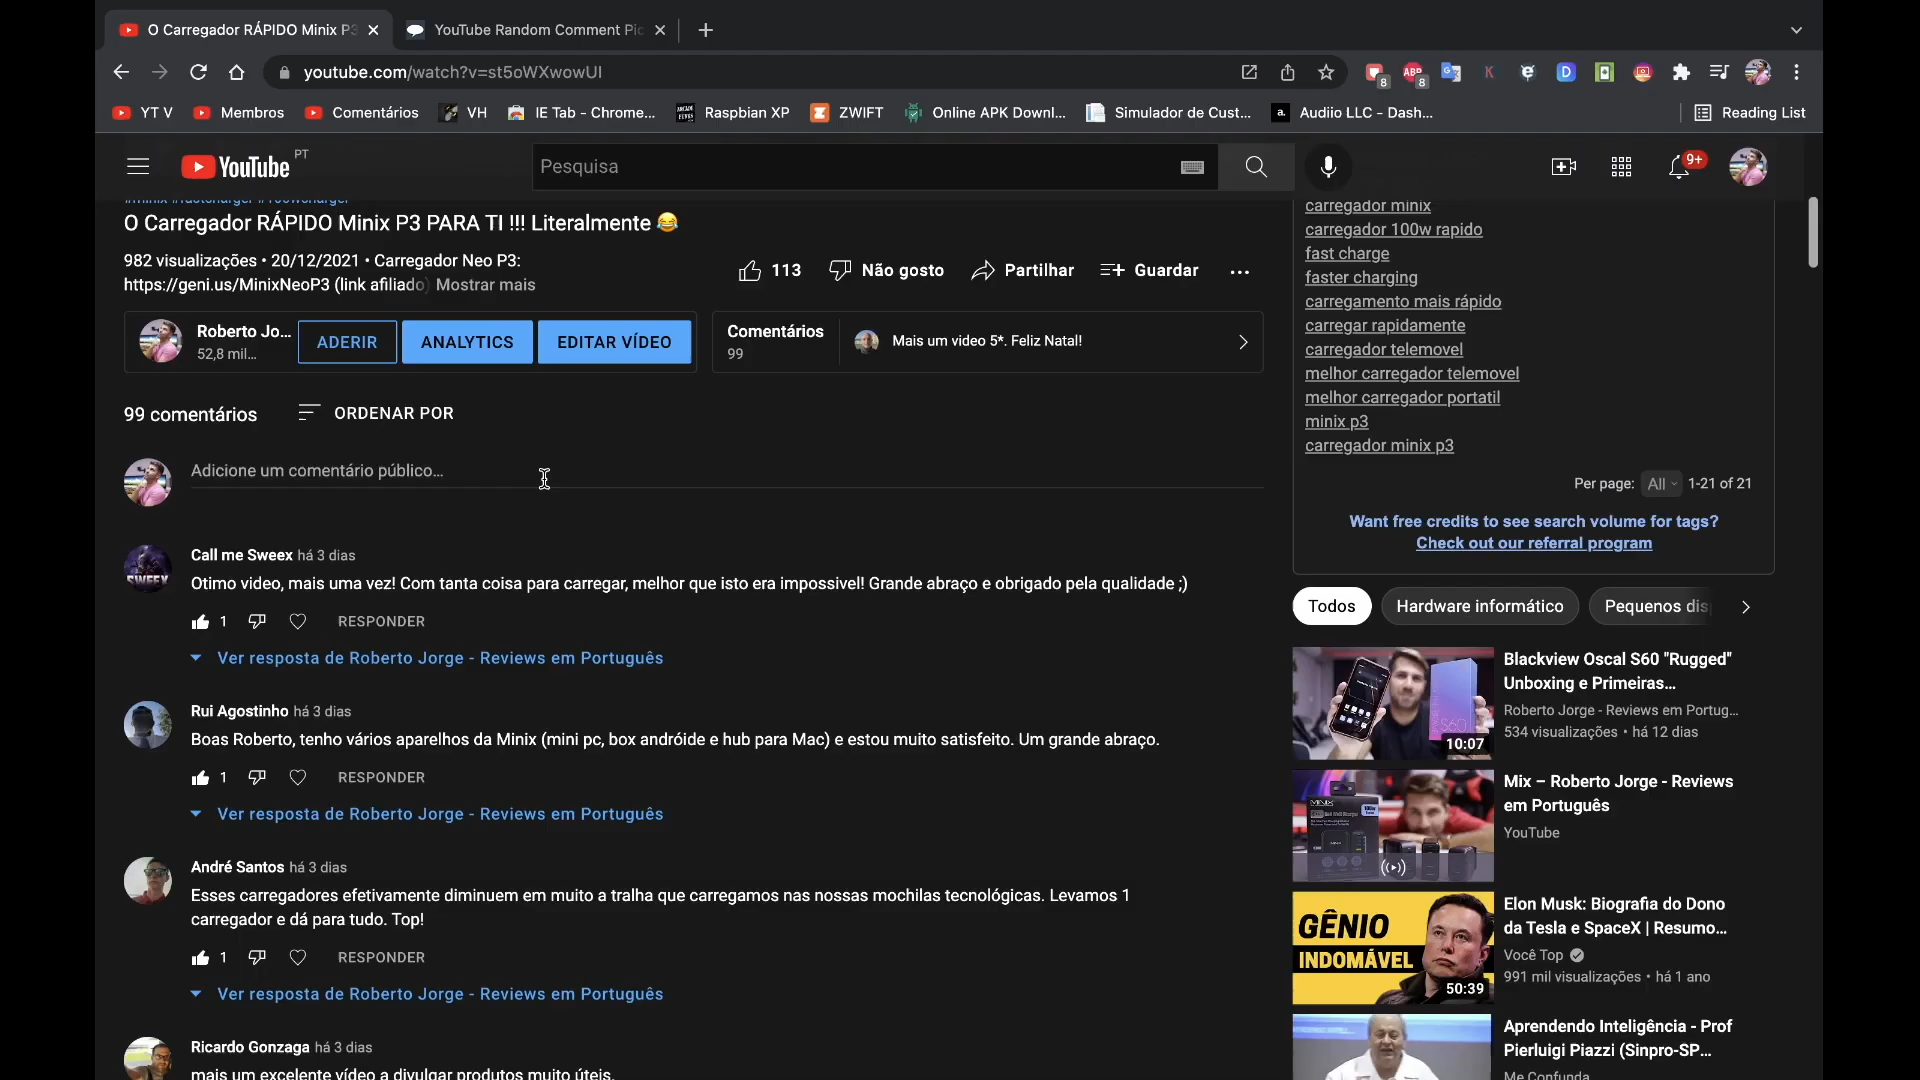 O Carregador RÁPIDO Minix P3
YouTube Random Comment Pic
youtube.com/watch?v=st5oWXwowUI
8
ABP
8
K
D
YT V
Membros
Comentários
VH
IE Tab - Chrome...
Raspbian XP
ZWIFT
Online APK Downl...
Simulador de Cust...
a.
Audiio LLC - Dash...
Reading List
YouTube PT
Pesquisa
9+
#minix #fastcharger #100wcharger
O Carregador RÁPIDO Minix P3 PARA TI !!! Literalmente 😂
982 visualizações • 20/12/2021 • Carregador Neo P3:
https://geni.us/MinixNeoP3 (link afiliado) Mostrar mais
113
Não gosto
Partilhar
Guardar
Roberto Jo...
52,8 mil...
ADERIR
ANALYTICS
EDITAR VÍDEO
Comentários
99
Mais um video 5*. Feliz Natal!
99 comentários
ORDENAR POR
Adicione um comentário público...
SWEEX
Call me Sweex há 3 dias
Otimo video, mais uma vez! Com tanta coisa para carregar, melhor que isto era impossivel! Grande abraço e obrigado pela qualidade ;)
1
RESPONDER
Ver resposta de Roberto Jorge - Reviews em Português
Rui Agostinho há 3 dias
Boas Roberto, tenho vários aparelhos da Minix (mini pc, box andróide e hub para Mac) e estou muito satisfeito. Um grande abraço.
1
RESPONDER
Ver resposta de Roberto Jorge - Reviews em Português
André Santos há 3 dias
Esses carregadores efetivamente diminuem em muito a tralha que carregamos nas nossas mochilas tecnológicas. Levamos 1
carregador e dá para tudo. Top!
1
RESPONDER
Ver resposta de Roberto Jorge - Reviews em Português
Ricardo Gonzaga há 3 dias
mais um excelente vídeo a divulgar produtos muito úteis.
carregador minix
carregador 100w rapido
fast charge
faster charging
carregamento mais rápido
carregar rapidamente
carregador telemovel
melhor carregador telemovel
melhor carregador portatil
minix p3
carregador minix p3
Per page: All 1-21 of 21
Want free credits to see search volume for tags?
Check out our referral program
Todos
Hardware informático
Pequenos dis
S60
10:07
Blackview Oscal S60 "Rugged"
Unboxing e Primeiras...
Roberto Jorge - Reviews em Portug...
534 visualizações • há 12 dias
MINIX
Mix – Roberto Jorge - Reviews
em Português
YouTube
GÊNIO
INDOMÁVEL
50:39
Elon Musk: Biografia do Dono
da Tesla e SpaceX | Resumo...
Você Top
991 mil visualizações • há 1 ano
Aprendendo Inteligência - Prof
Pierluigi Piazzi (Sinpro-SP...
Me Confunda